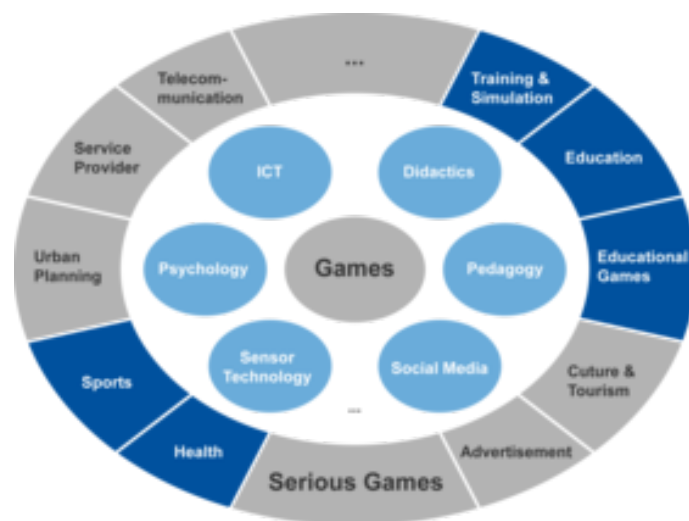 ...
Telecom-
munication
Training &
Simulation
Service
Provider
Education
ICT
Didactics
Urban
Planning
Psychology
Games
Pedagogy
Educational
Games
Sports
Sensor
Technology
Social Media
Cuture &
Tourism
...
Health
Advertisement
Serious Games